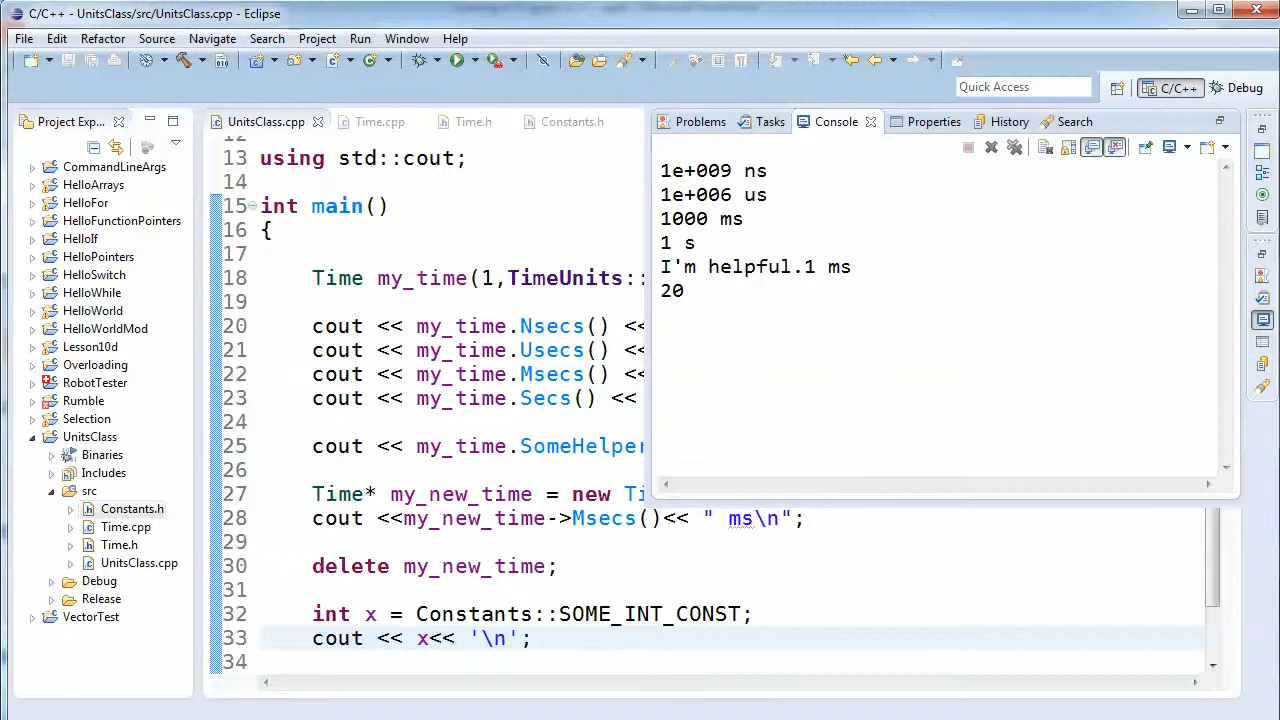 C/C++ - UnitsClass/src/UnitsClass.cpp - Eclipse
File Edit Refactor Source Navigate Search Project Run Window Help
Quick Access
C/C++
Debug
Project Exp...
CommandLineArgs
HelloArrays
HelloFor
HelloFunctionPointers
HelloIf
HelloPointers
HelloSwitch
HelloWhile
HelloWorld
HelloWorldMod
Lesson10d
Overloading
RobotTester
Rumble
Selection
UnitsClass
Binaries
Includes
src
Constants.h
Time.cpp
Time.h
UnitsClass.cpp
Debug
Release
VectorTest
UnitsClass.cpp Time.cpp Time.h Constants.h
12
13 using std::cout;
14
15 int main()
16 {
17
18 Time my_time(1,TimeUnits::
19
20 cout << my_time.Nsecs() <<
21 cout << my_time.Usecs() <<
22 cout << my_time.Msecs() <<
23 cout << my_time.Secs() <<
24
25 cout << my_time.SomeHelper
26
27 Time* my_new_time = new Ti
28 cout <<my_new_time->Msecs()<< " ms\n";
29
30 delete my_new_time;
31
32 int x = Constants::SOME_INT_CONST;
33 cout << x<< '\n';
34
Problems Tasks Console Properties History Search
1e+009 ns
1e+006 us
1000 ms
1 s
I'm helpful.1 ms
20